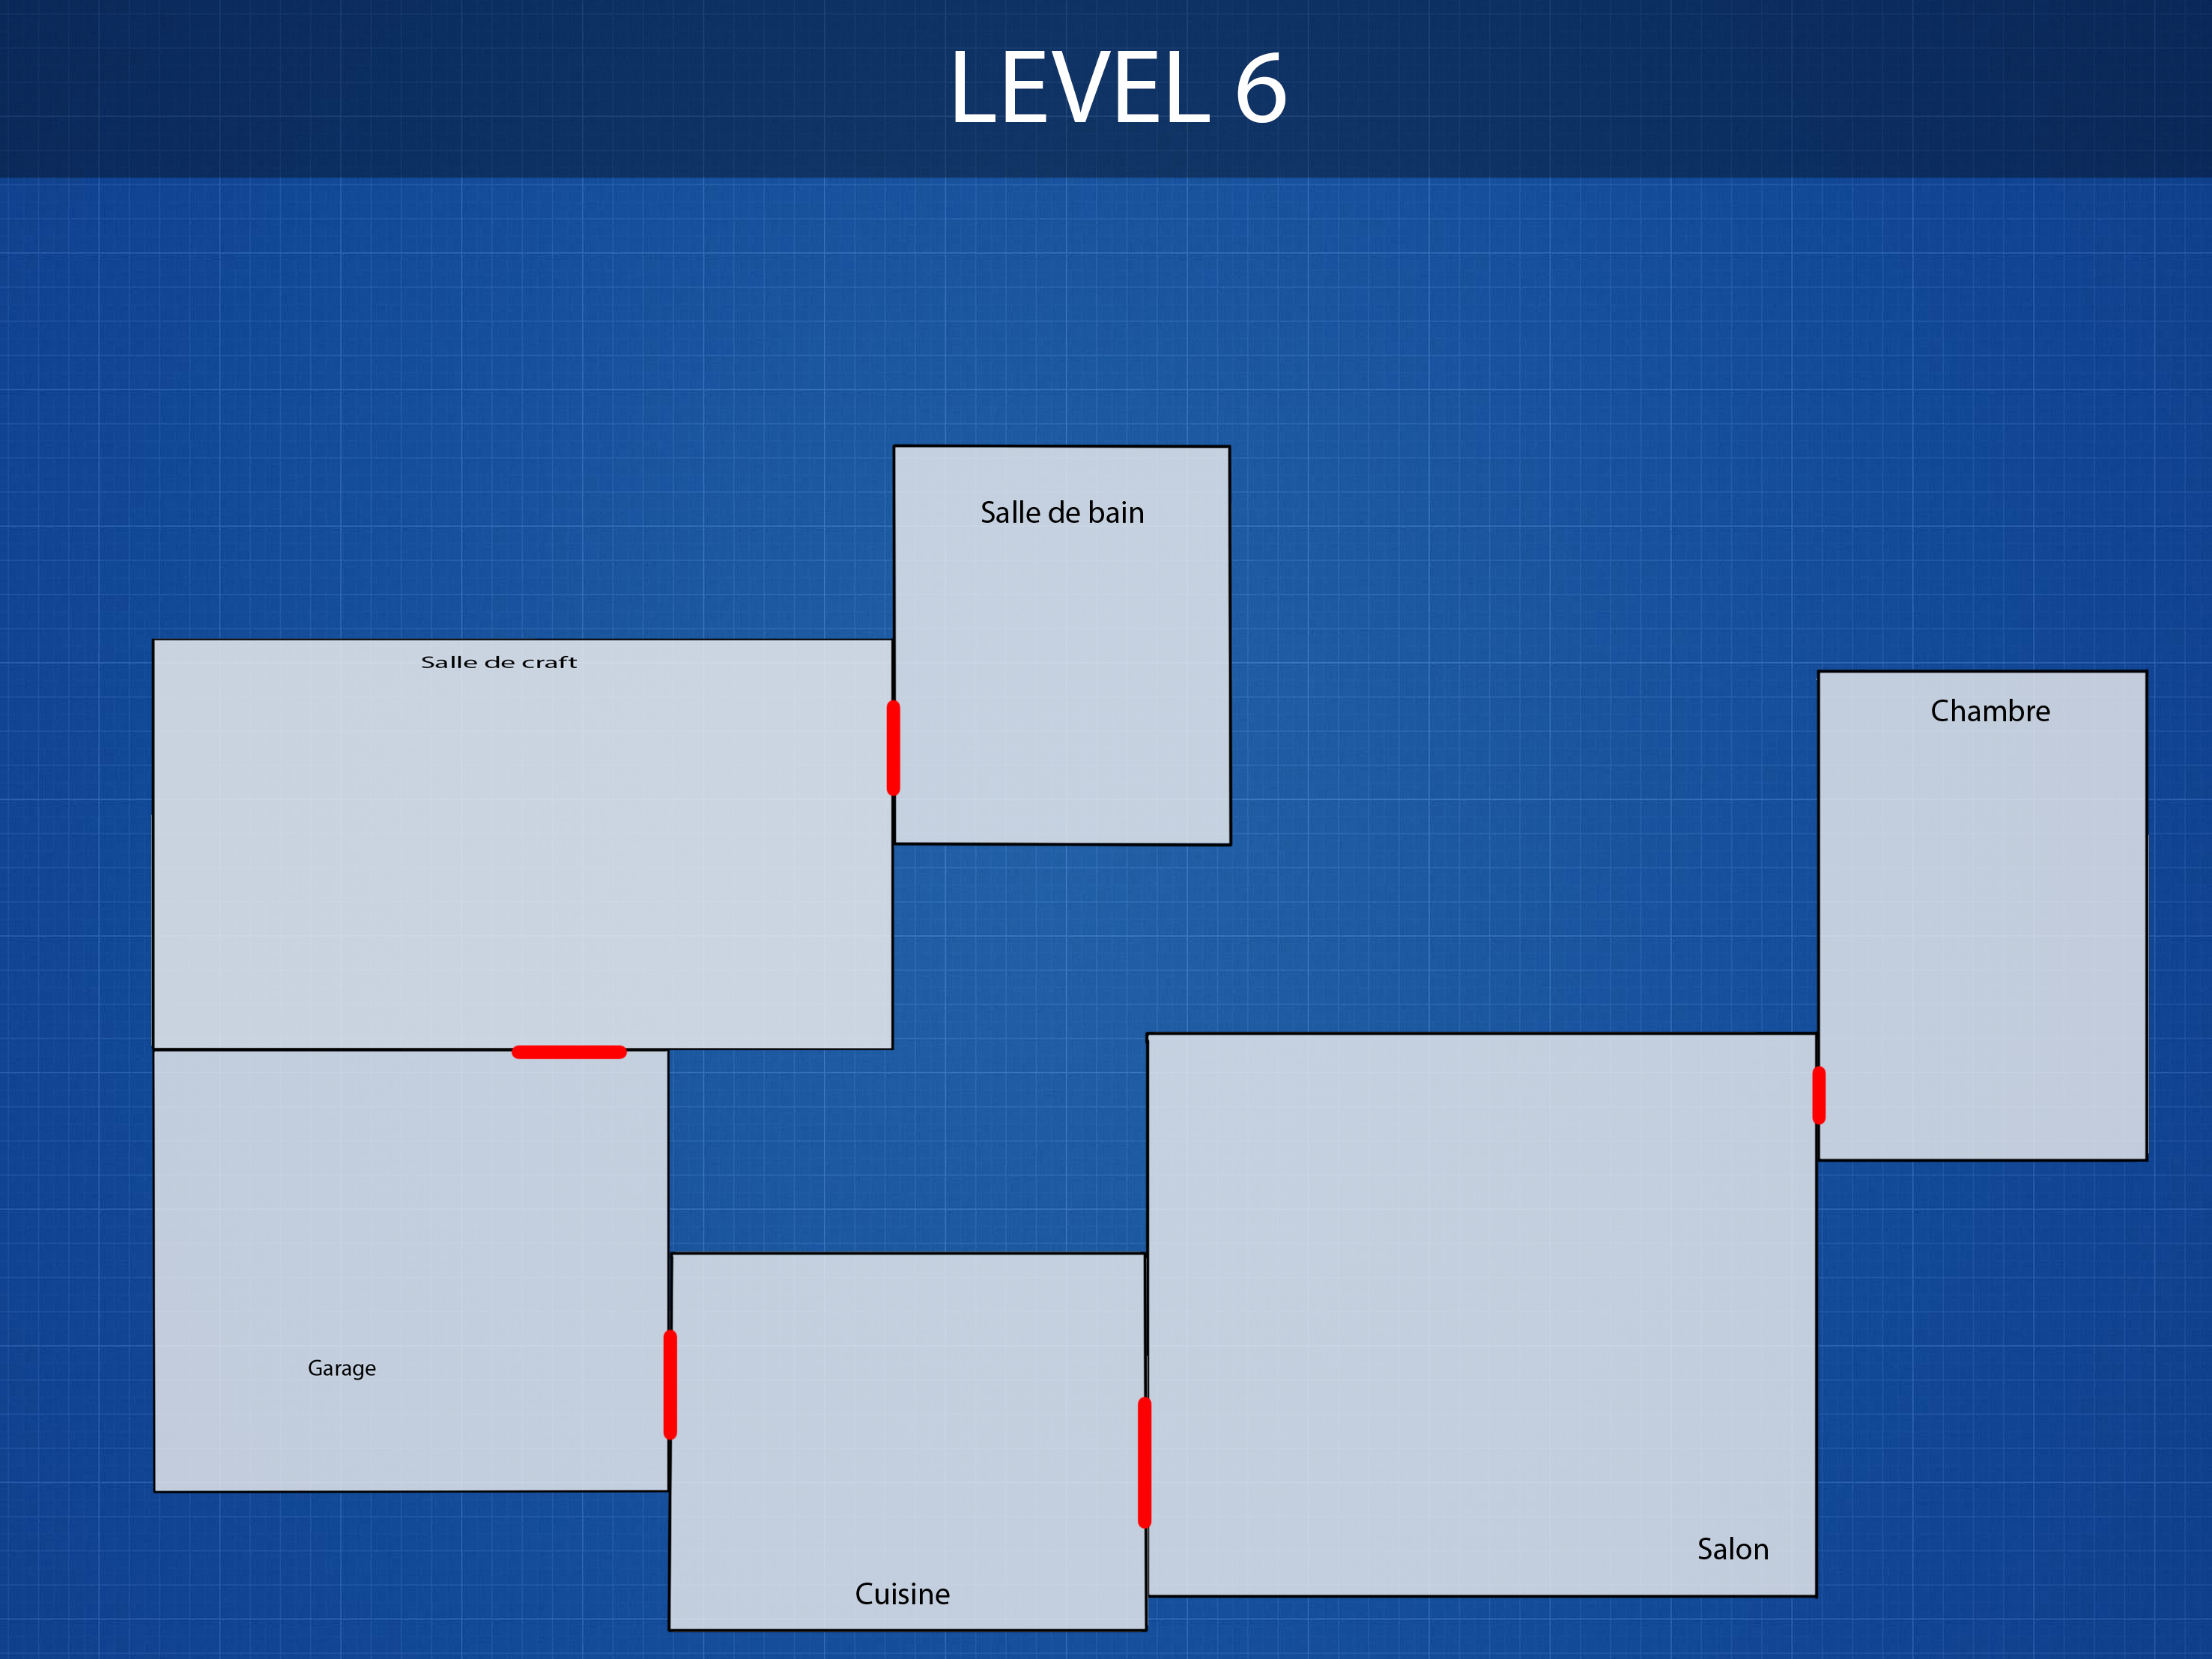 LEVEL 6
Salle de bain
Salle de craft
Chambre
Garage
Salon
Cuisine